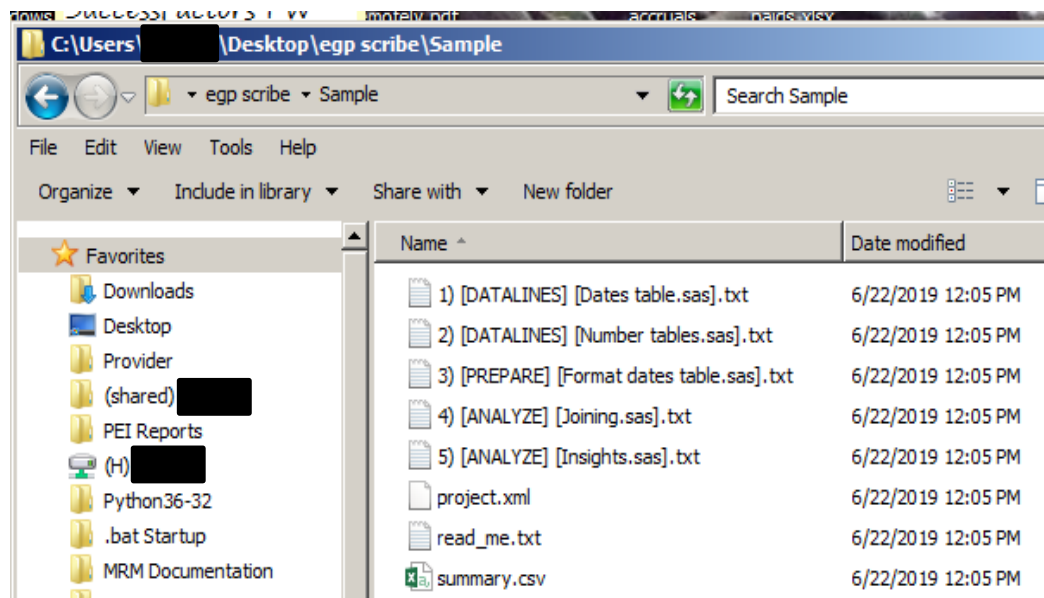 C:\Users\ \Desktop\egp scribe\Sample
egp scribe Sample Search Sample
File Edit View Tools Help
Organize Include in library Share with New folder
Name Date modified
Favorites
Downloads
Desktop
Provider
(shared)
PEI Reports
(H)
Python36-32
.bat Startup
MRM Documentation
1) [DATALINES] [Dates table.sas].txt 6/22/2019 12:05 PM
2) [DATALINES] [Number tables.sas].txt 6/22/2019 12:05 PM
3) [PREPARE] [Format dates table.sas].txt 6/22/2019 12:05 PM
4) [ANALYZE] [Joining.sas].txt 6/22/2019 12:05 PM
5) [ANALYZE] [Insights.sas].txt 6/22/2019 12:05 PM
project.xml 6/22/2019 12:05 PM
read_me.txt 6/22/2019 12:05 PM
summary.csv 6/22/2019 12:05 PM